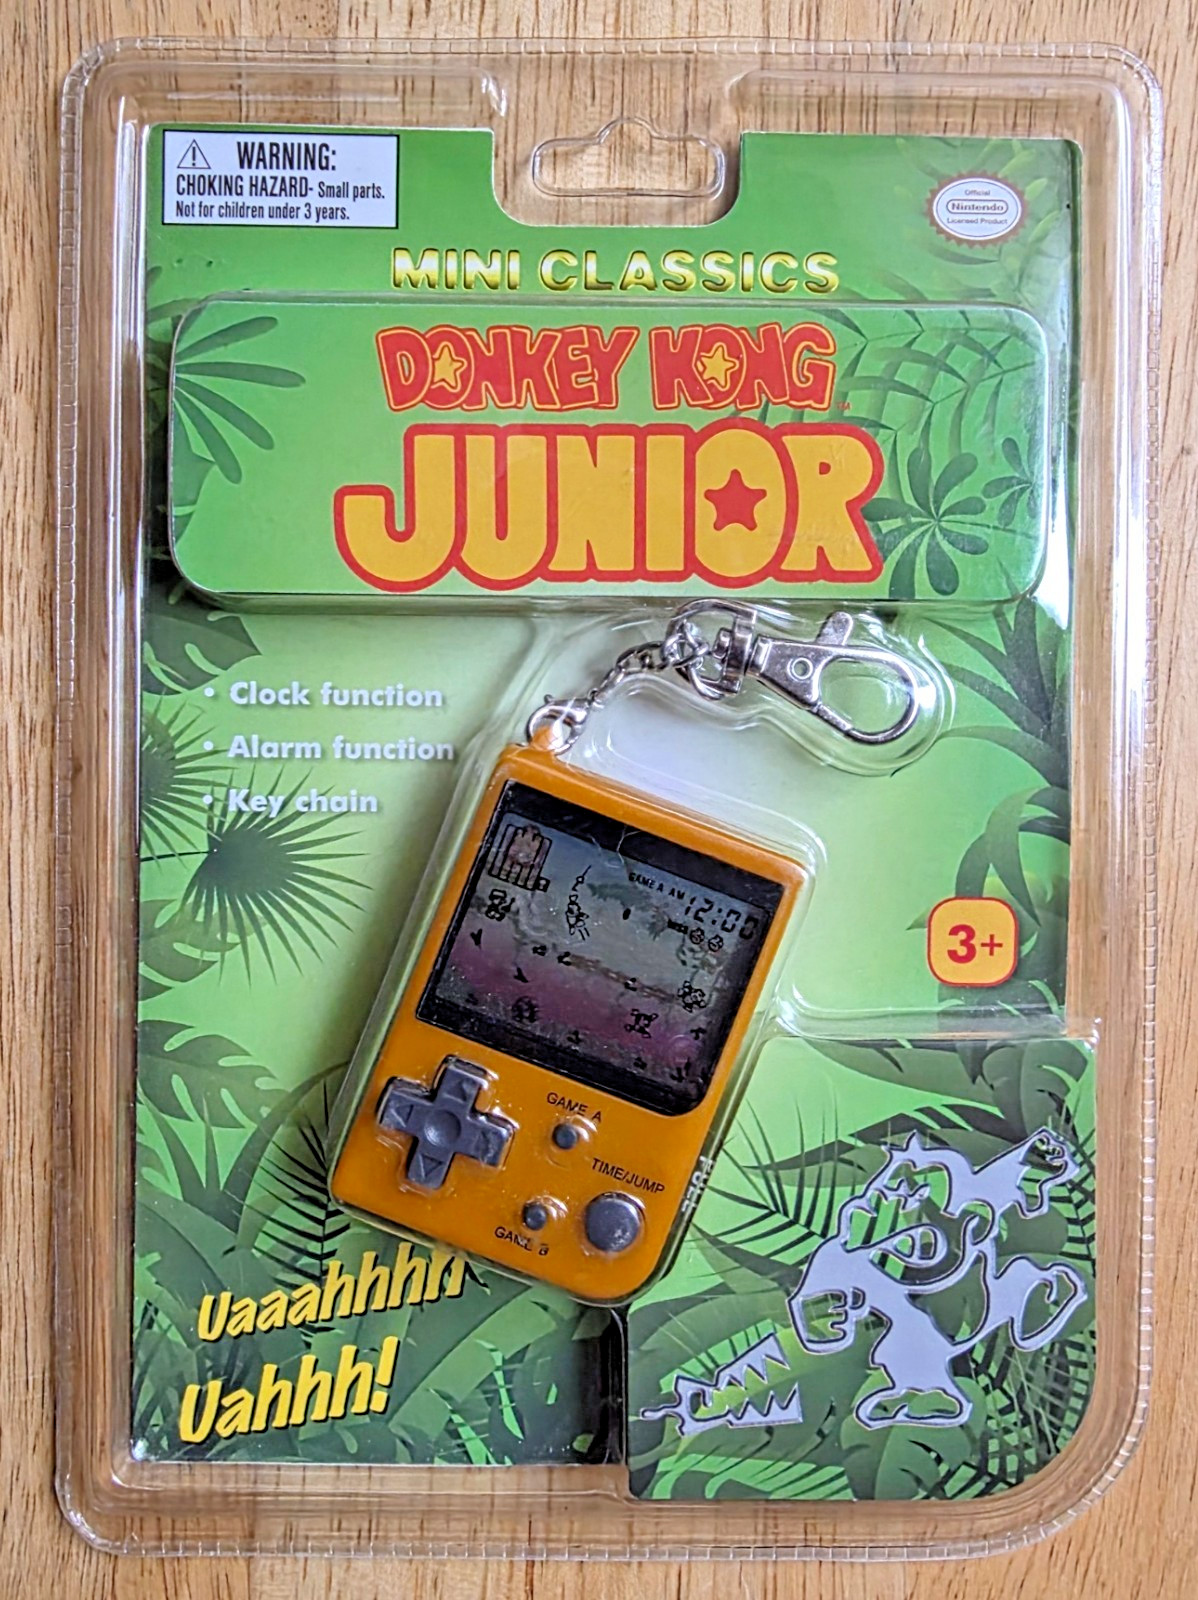 WARNING:
CHOKING HAZARD- Small parts.
Not for children under 3 years.
Official
Nintendo
Licensed Product
MINI CLASSICS
DONKEY KONG™
JUNIOR
• Clock function
• Alarm function
• Key chain
GAME A AM 12:00
3+
GAME A
TIME/JUMP
GAME B
Uaaahhhh
Uahhh!